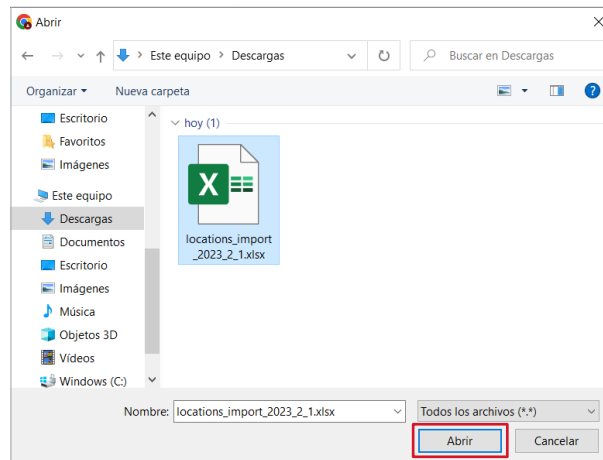 Abrir
Este equipo > Descargas
Buscar en Descargas
Organizar
Nueva carpeta
?
Escritorio
Favoritos
Imágenes
Este equipo
Descargas
Documentos
Escritorio
Imágenes
Música
Objetos 3D
Vídeos
Windows (C:)
hoy (1)
X
locations_import
_2023_2_1.xlsx
Nombre: locations_import_2023_2_1.xlsx
Todos los archivos (*.*)
Abrir
Cancelar